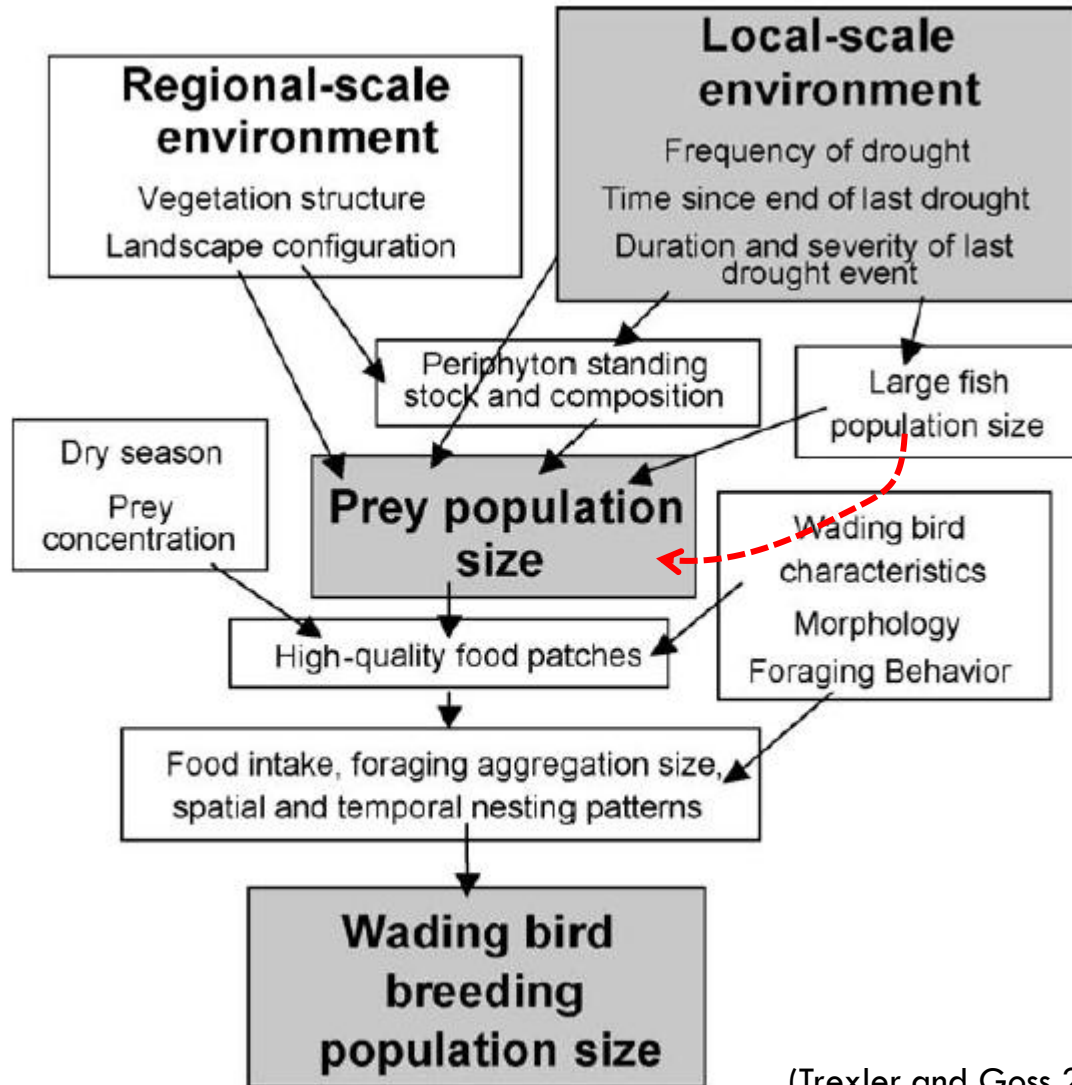 Regional-scale
environment
Vegetation structure
Landscape configuration
Local-scale
environment
Frequency of drought
Time since end of last drought
Duration and severity of last
drought event
Periphyton standing
stock and composition
Large fish
population size
Dry season
Prey
concentration
Prey population
size
Wading bird
characteristics
Morphology
Foraging Behavior
High-quality food patches
Food intake, foraging aggregation size,
spatial and temporal nesting patterns
Wading bird
breeding
population size
(Trexler and Goss